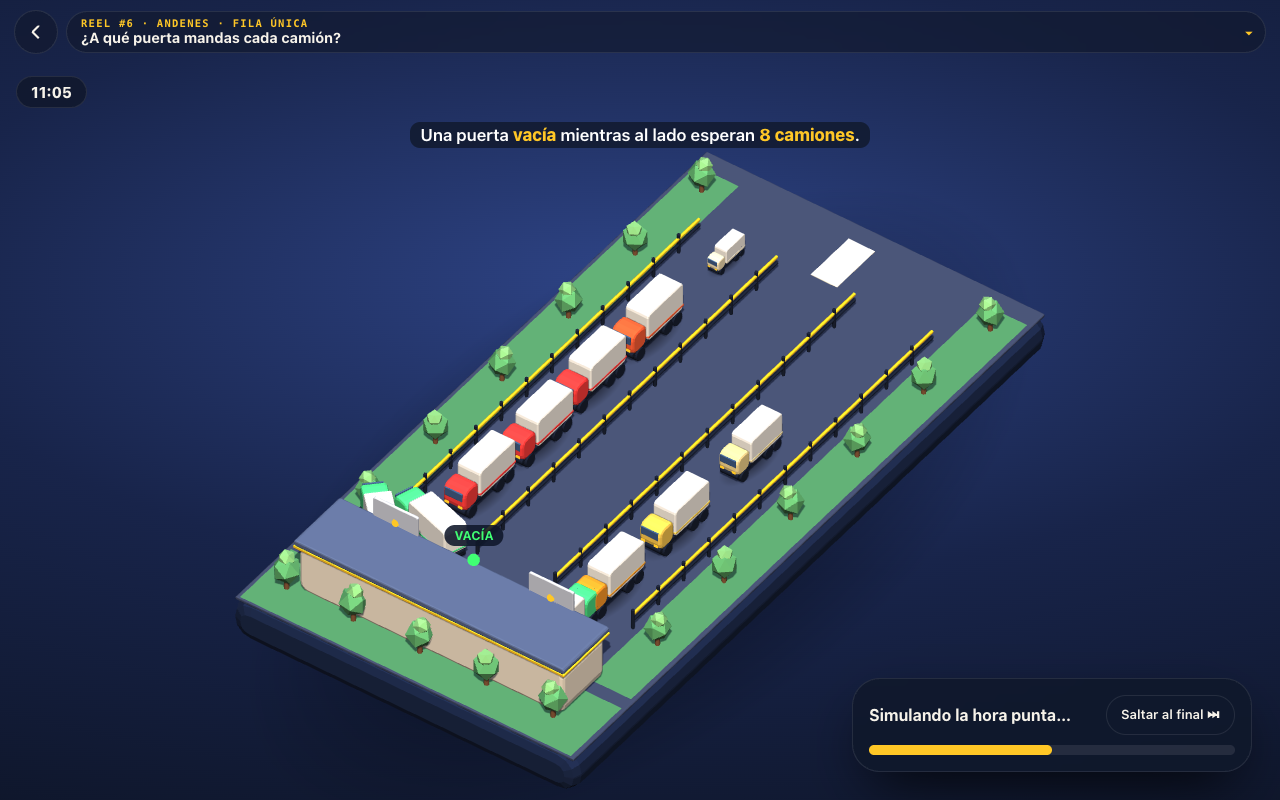 REEL #6 · ANDENES · FILA ÚNICA
¿A qué puerta mandas cada camión?
11:05
Una puerta vacía mientras al lado esperan 8 camiones.
VACÍA
Simulando la hora punta...
Saltar al final ⏭